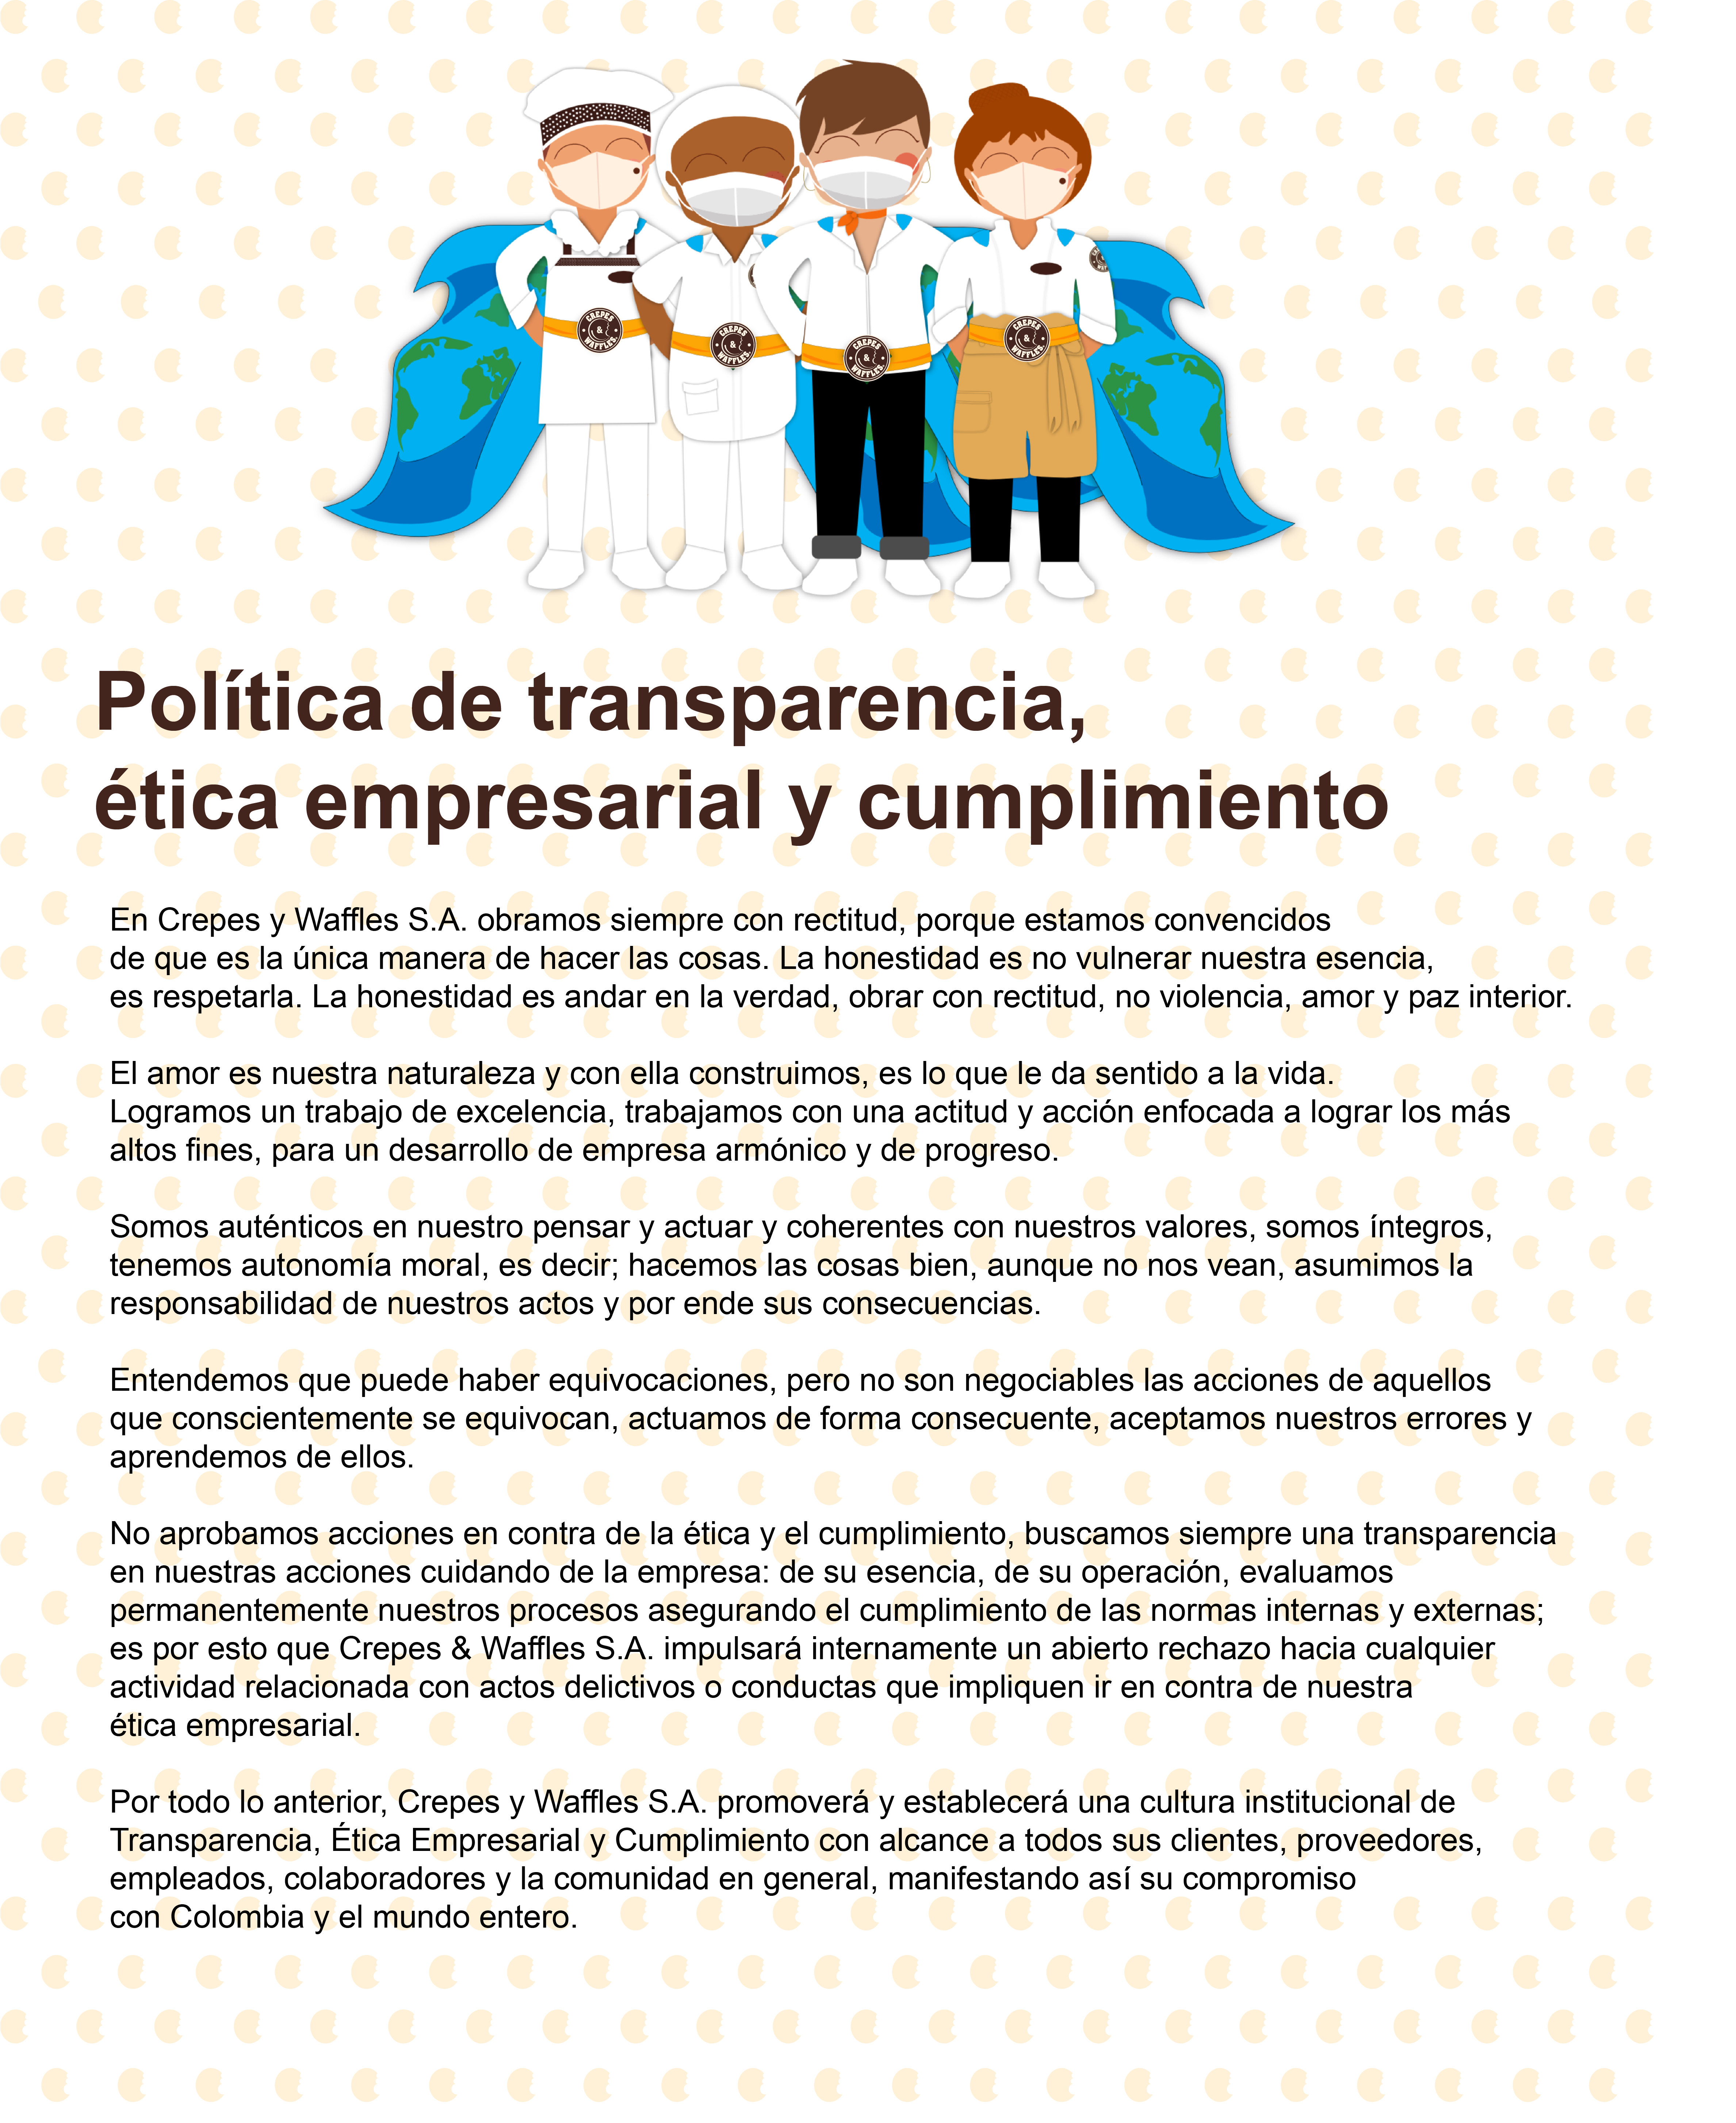 CREPES & WAFFLES
CREPES & WAFFLES
CREPES & WAFFLES
CREPES & WAFFLES
Política de transparencia,
ética empresarial y cumplimiento
En Crepes y Waffles S.A. obramos siempre con rectitud, porque estamos convencidos
de que es la única manera de hacer las cosas. La honestidad es no vulnerar nuestra esencia,
es respetarla. La honestidad es andar en la verdad, obrar con rectitud, no violencia, amor y paz interior.
El amor es nuestra naturaleza y con ella construimos, es lo que le da sentido a la vida.
Logramos un trabajo de excelencia, trabajamos con una actitud y acción enfocada a lograr los más
altos fines, para un desarrollo de empresa armónico y de progreso.
Somos auténticos en nuestro pensar y actuar y coherentes con nuestros valores, somos íntegros,
tenemos autonomía moral, es decir; hacemos las cosas bien, aunque no nos vean, asumimos la
responsabilidad de nuestros actos y por ende sus consecuencias.
Entendemos que puede haber equivocaciones, pero no son negociables las acciones de aquellos
que conscientemente se equivocan, actuamos de forma consecuente, aceptamos nuestros errores y
aprendemos de ellos.
No aprobamos acciones en contra de la ética y el cumplimiento, buscamos siempre una transparencia
en nuestras acciones cuidando de la empresa: de su esencia, de su operación, evaluamos
permanentemente nuestros procesos asegurando el cumplimiento de las normas internas y externas;
es por esto que Crepes & Waffles S.A. impulsará internamente un abierto rechazo hacia cualquier
actividad relacionada con actos delictivos o conductas que impliquen ir en contra de nuestra
ética empresarial.
Por todo lo anterior, Crepes y Waffles S.A. promoverá y establecerá una cultura institucional de
Transparencia, Ética Empresarial y Cumplimiento con alcance a todos sus clientes, proveedores,
empleados, colaboradores y la comunidad en general, manifestando así su compromiso
con Colombia y el mundo entero.